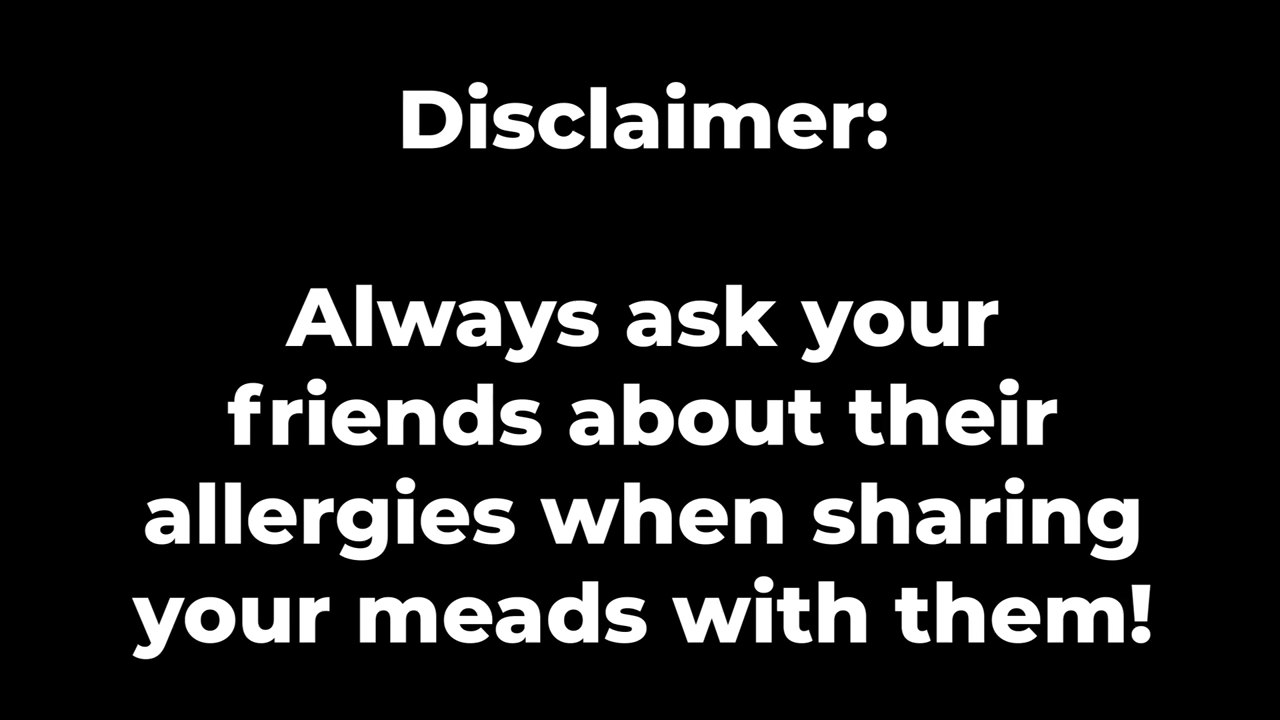 Disclaimer:
Always ask your
friends about their
allergies when sharing
your meads with them!